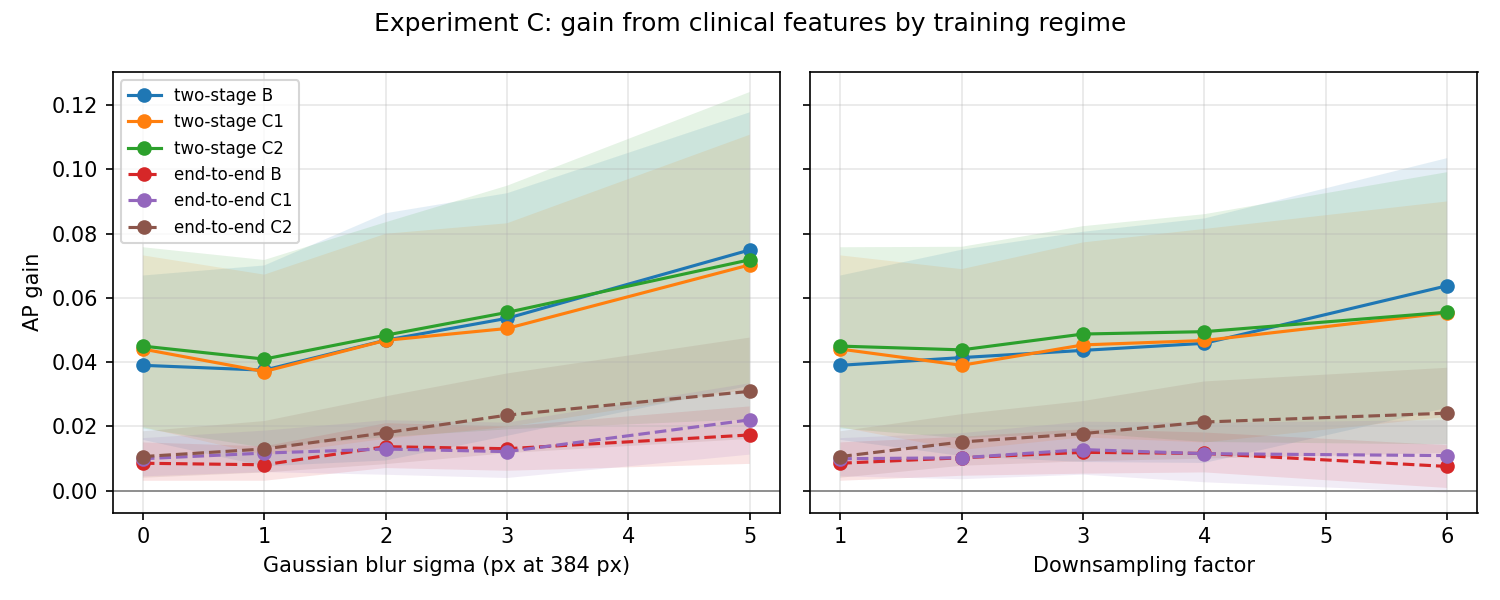 Experiment C: gain from clinical features by training regime
two-stage B
two-stage C1
two-stage C2
end-to-end B
end-to-end C1
end-to-end C2
AP gain
0.12
0.10
0.08
0.06
0.04
0.02
0.00
0 1 2 3 4 5
Gaussian blur sigma (px at 384 px)
1 2 3 4 5 6
Downsampling factor